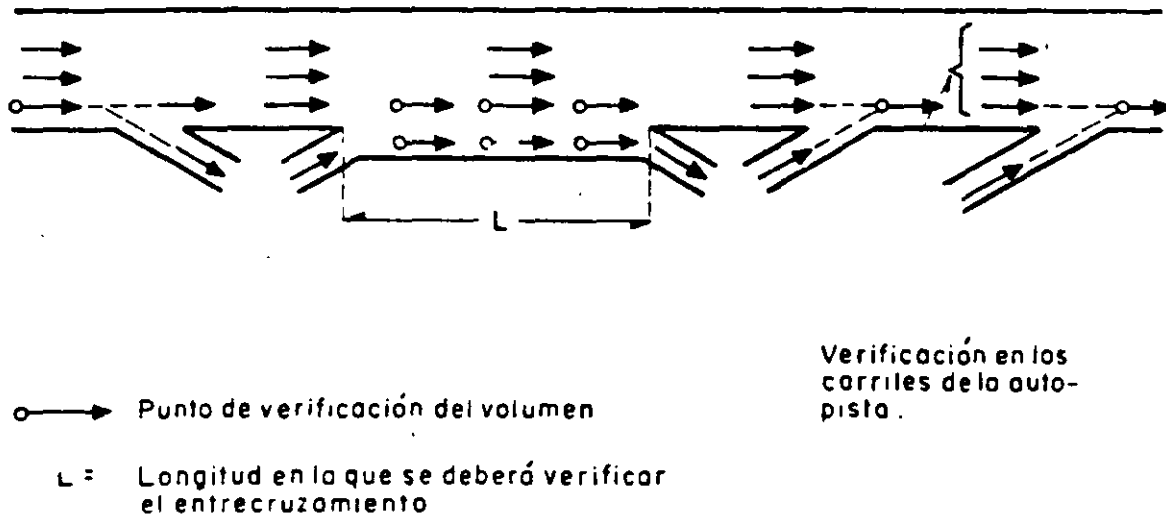 L
Verificación en los
carriles de la auto-
pista.
Punto de verificación del volumen
L = Longitud en la que se deberá verificar
el entrecruzamiento